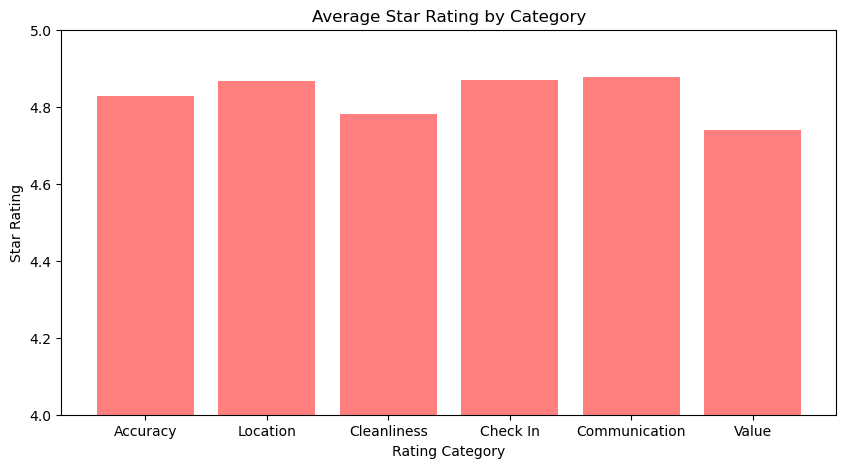 Average Star Rating by Category
5.0
4.8
4.6
4.4
4.2
4.0
Star Rating
Accuracy Location Cleanliness Check In Communication Value
Rating Category